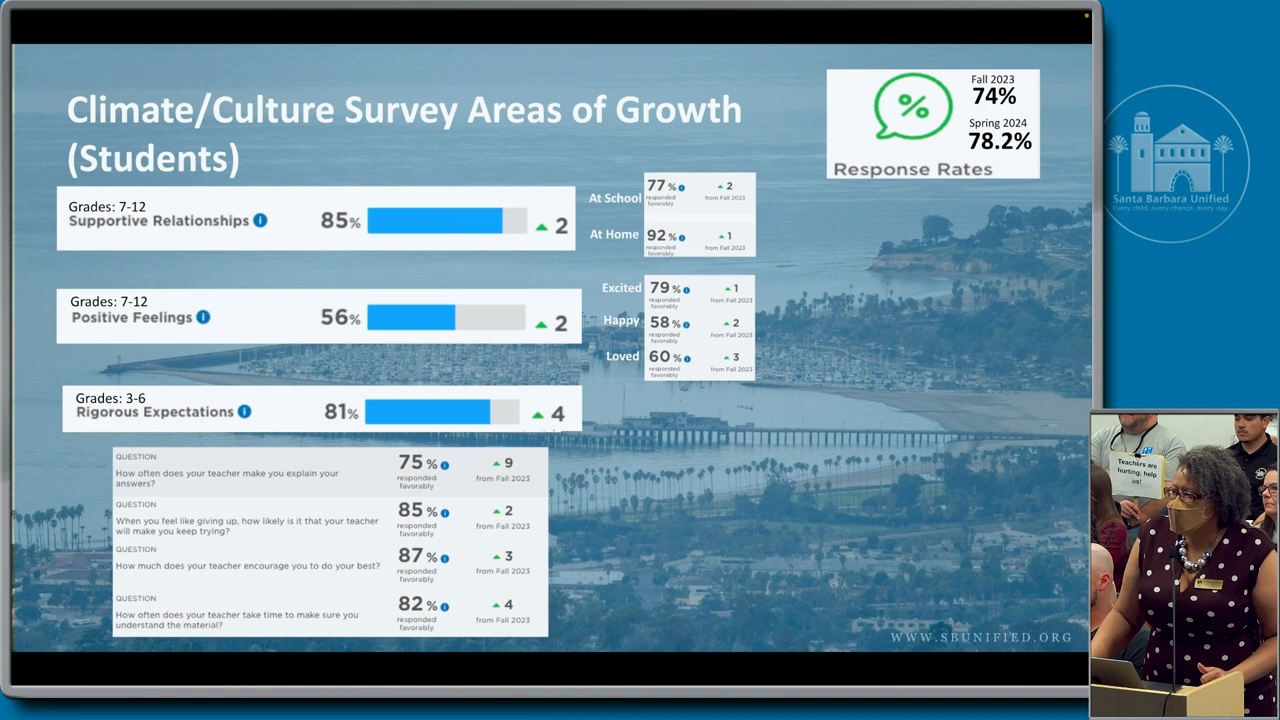 Climate/Culture Survey Areas of Growth
(Students)
Fall 2023
74%
Spring 2024
78.2%
%
Response Rates
Grades: 7-12
Supportive Relationships i 85% ▲ 2
At School 77% i ▲ 2
responded favorably from Fall 2023
At Home 92% i ▲ 1
responded favorably from Fall 2023
Grades: 7-12
Positive Feelings i 56% ▲ 2
Excited 79% i ▲ 1
responded favorably from Fall 2023
Happy 58% i ▲ 2
responded favorably from Fall 2023
Loved 60% i ▲ 3
responded favorably from Fall 2023
Grades: 3-6
Rigorous Expectations i 81% ▲ 4
QUESTION
How often does your teacher make you explain your
answers?
75% i ▲ 9
responded favorably from Fall 2023
QUESTION
When you feel like giving up, how likely is it that your teacher
will make you keep trying?
85% i ▲ 2
responded favorably from Fall 2023
QUESTION
How much does your teacher encourage you to do your best?
87% i ▲ 3
responded favorably from Fall 2023
QUESTION
How often does your teacher take time to make sure you
understand the material?
82% i ▲ 4
responded favorably from Fall 2023
WWW.SBUNIFIED.ORG
Santa Barbara Unified
Every child, every chance, every day.
Teachers are
hurting, help
us!